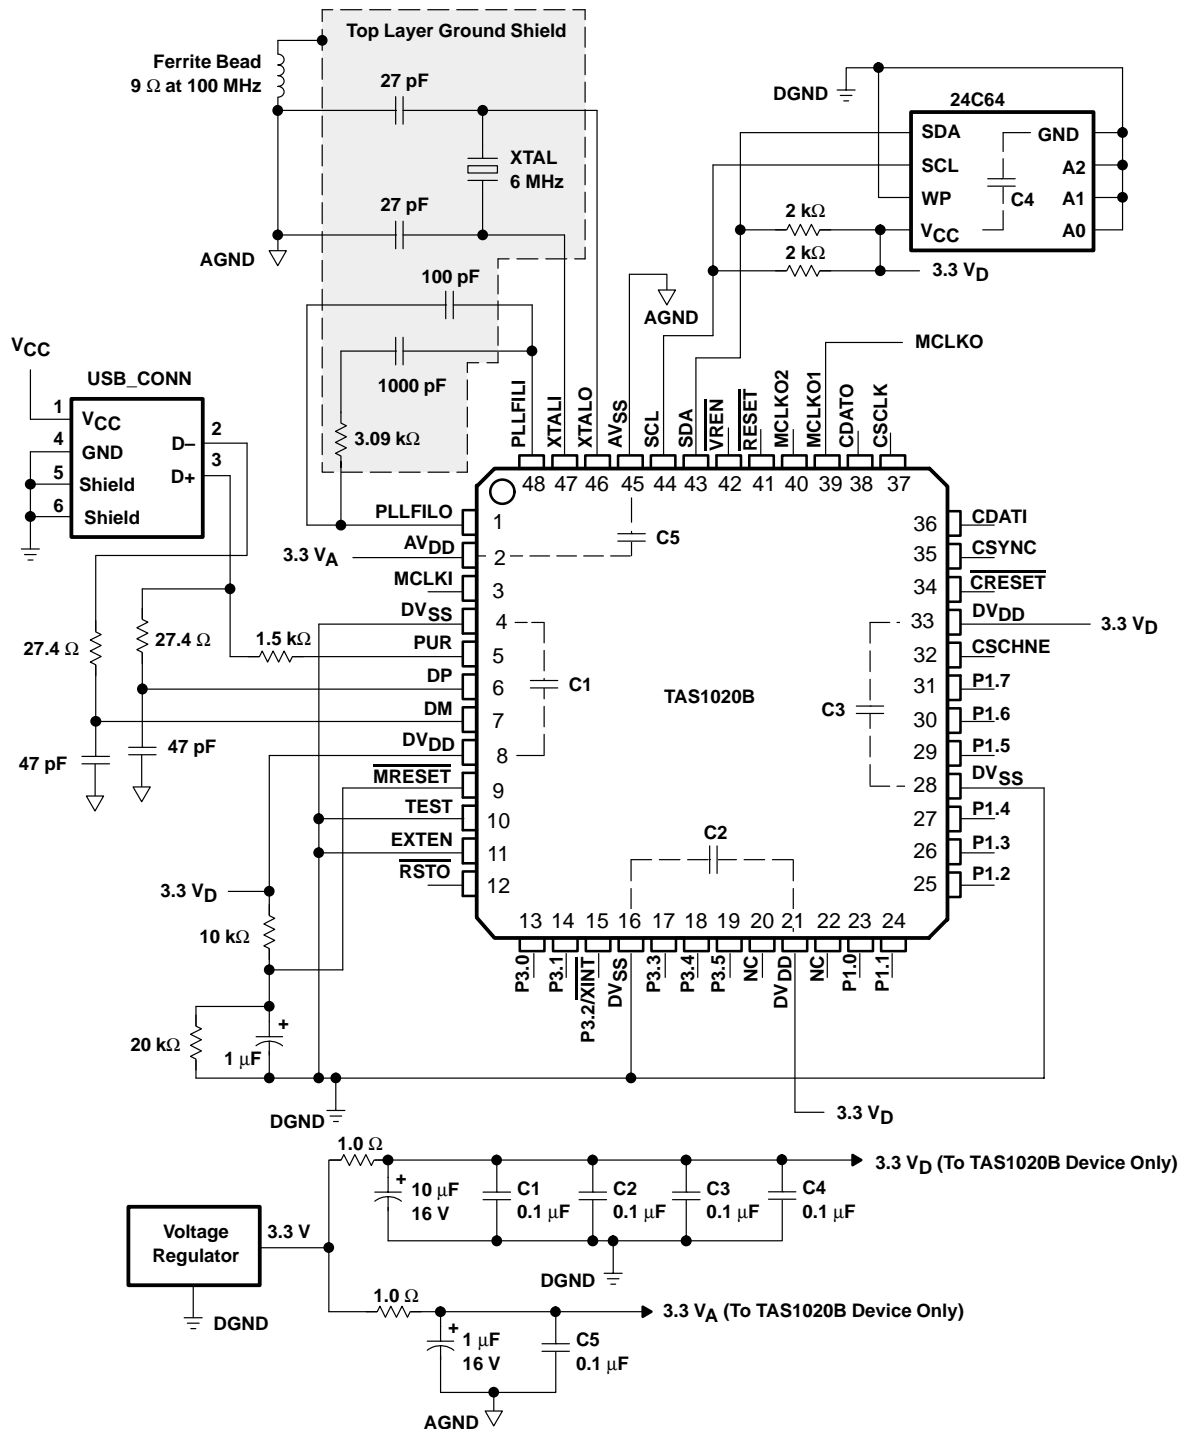 Top Layer Ground Shield
Ferrite Bead
9 Ω at 100 MHz
27 pF
XTAL
6 MHz
27 pF
AGND
100 pF
1000 pF
3.09 kΩ
DGND
24C64
SDA
SCL
WP
VCC
GND
A2
A1
A0
C4
2 kΩ
2 kΩ
3.3 VD
AGND
MCLKO
VCC
USB_CONN
1
4
5
6
VCC
GND
Shield
Shield
D–
D+
2
3
27.4 Ω
27.4 Ω
1.5 kΩ
47 pF
47 pF
3.3 VA
PLLFILI
XTALI
XTALO
AVSS
SCL
SDA
VREN
RESET
MCLKO2
MCLKO1
CDATO
CSCLK
48
47
46
45
44
43
42
41
40
39
38
37
PLLFILO
AVDD
MCLKI
DVSS
PUR
DP
DM
DVDD
MRESET
TEST
EXTEN
RSTO
1
2
3
4
5
6
7
8
9
10
11
12
C5
C1
TAS1020B
C3
C2
36
35
34
33
32
31
30
29
28
27
26
25
CDATI
CSYNC
CRESET
DVDD
CSCHNE
P1.7
P1.6
P1.5
DVSS
P1.4
P1.3
P1.2
3.3 VD
13
14
15
16
17
18
19
20
21
22
23
24
P3.0
P3.1
P3.2/XINT
DVSS
P3.3
P3.4
P3.5
NC
DVDD
NC
P1.0
P1.1
3.3 VD
10 kΩ
20 kΩ
+
1 µF
DGND
3.3 VD
1.0 Ω
3.3 VD (To TAS1020B Device Only)
+
10 µF
16 V
C1
0.1 µF
C2
0.1 µF
C3
0.1 µF
C4
0.1 µF
DGND
Voltage
Regulator
3.3 V
DGND
1.0 Ω
3.3 VA (To TAS1020B Device Only)
+
1 µF
16 V
C5
0.1 µF
AGND